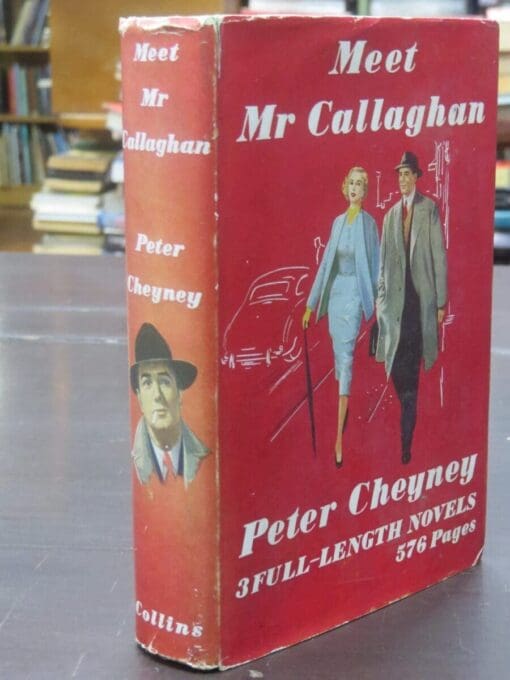 Meet
Mr
Callaghan
Peter
Cheyney
Collins
Meet
Mr Callaghan
Peter Cheyney
3 FULL-LENGTH NOVELS
576 Pages